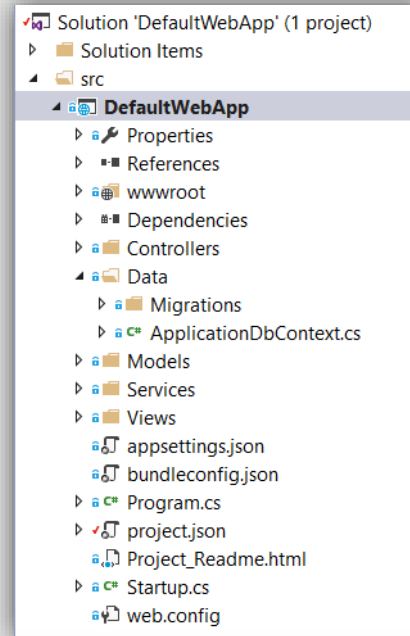 Solution 'DefaultWebApp' (1 project)
Solution Items
src
DefaultWebApp
Properties
References
wwwroot
Dependencies
Controllers
Data
Migrations
C# ApplicationDbContext.cs
Models
Services
Views
appsettings.json
bundleconfig.json
C# Program.cs
project.json
Project_Readme.html
C# Startup.cs
web.config